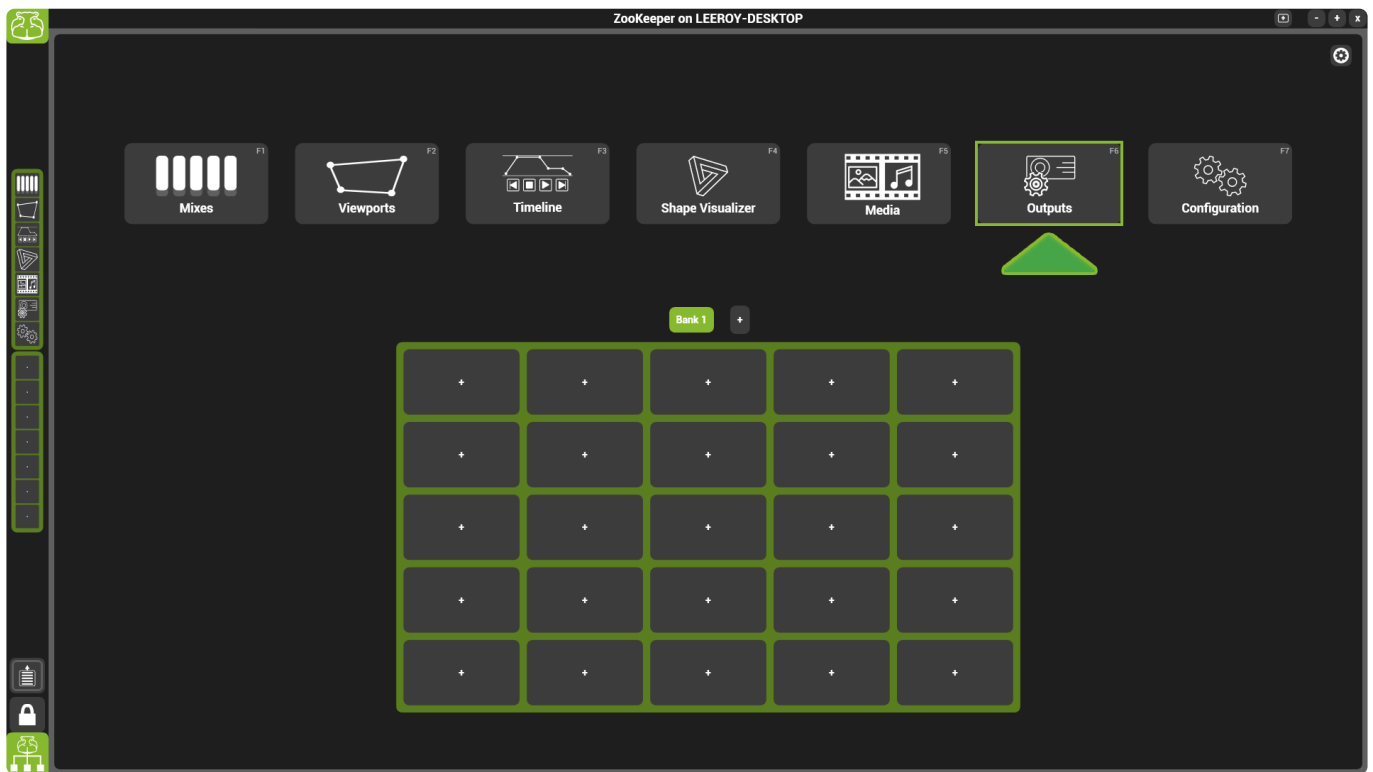 ZooKeeper on LEEROY-DESKTOP
- + x
F1 F2 F3 F4 F5 F6 F7
Mixes Viewports Timeline Shape Visualizer Media Outputs Configuration
Bank 1 +
+ + + + +
+ + + + +
+ + + + +
+ + + + +
+ + + + +